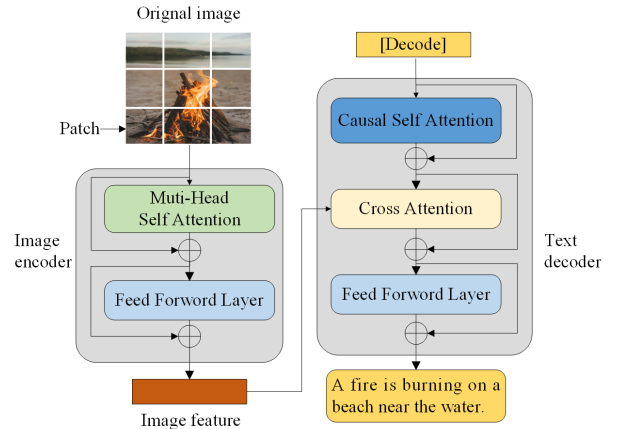 Orignal image
Patch
Muti-Head
Self Attention
Image
encoder
Feed Forword Layer
Image feature
[Decode]
Causal Self Attention
Cross Attention
Text
decoder
Feed Forword Layer
A fire is burning on a
beach near the water.